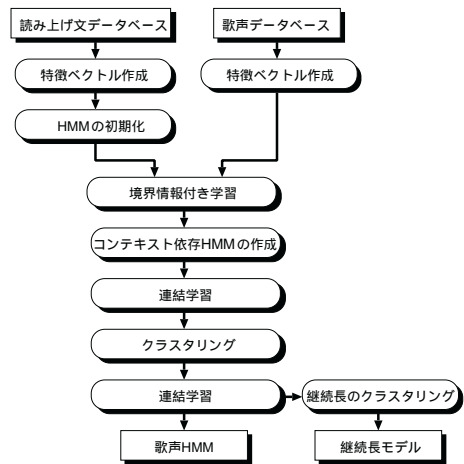 読み上げ文データベース
歌声データベース
特徴ベクトル作成
特徴ベクトル作成
HMMの初期化
境界情報付き学習
コンテキスト依存HMMの作成
連結学習
クラスタリング
連結学習
継続長のクラスタリング
歌声HMM
継続長モデル